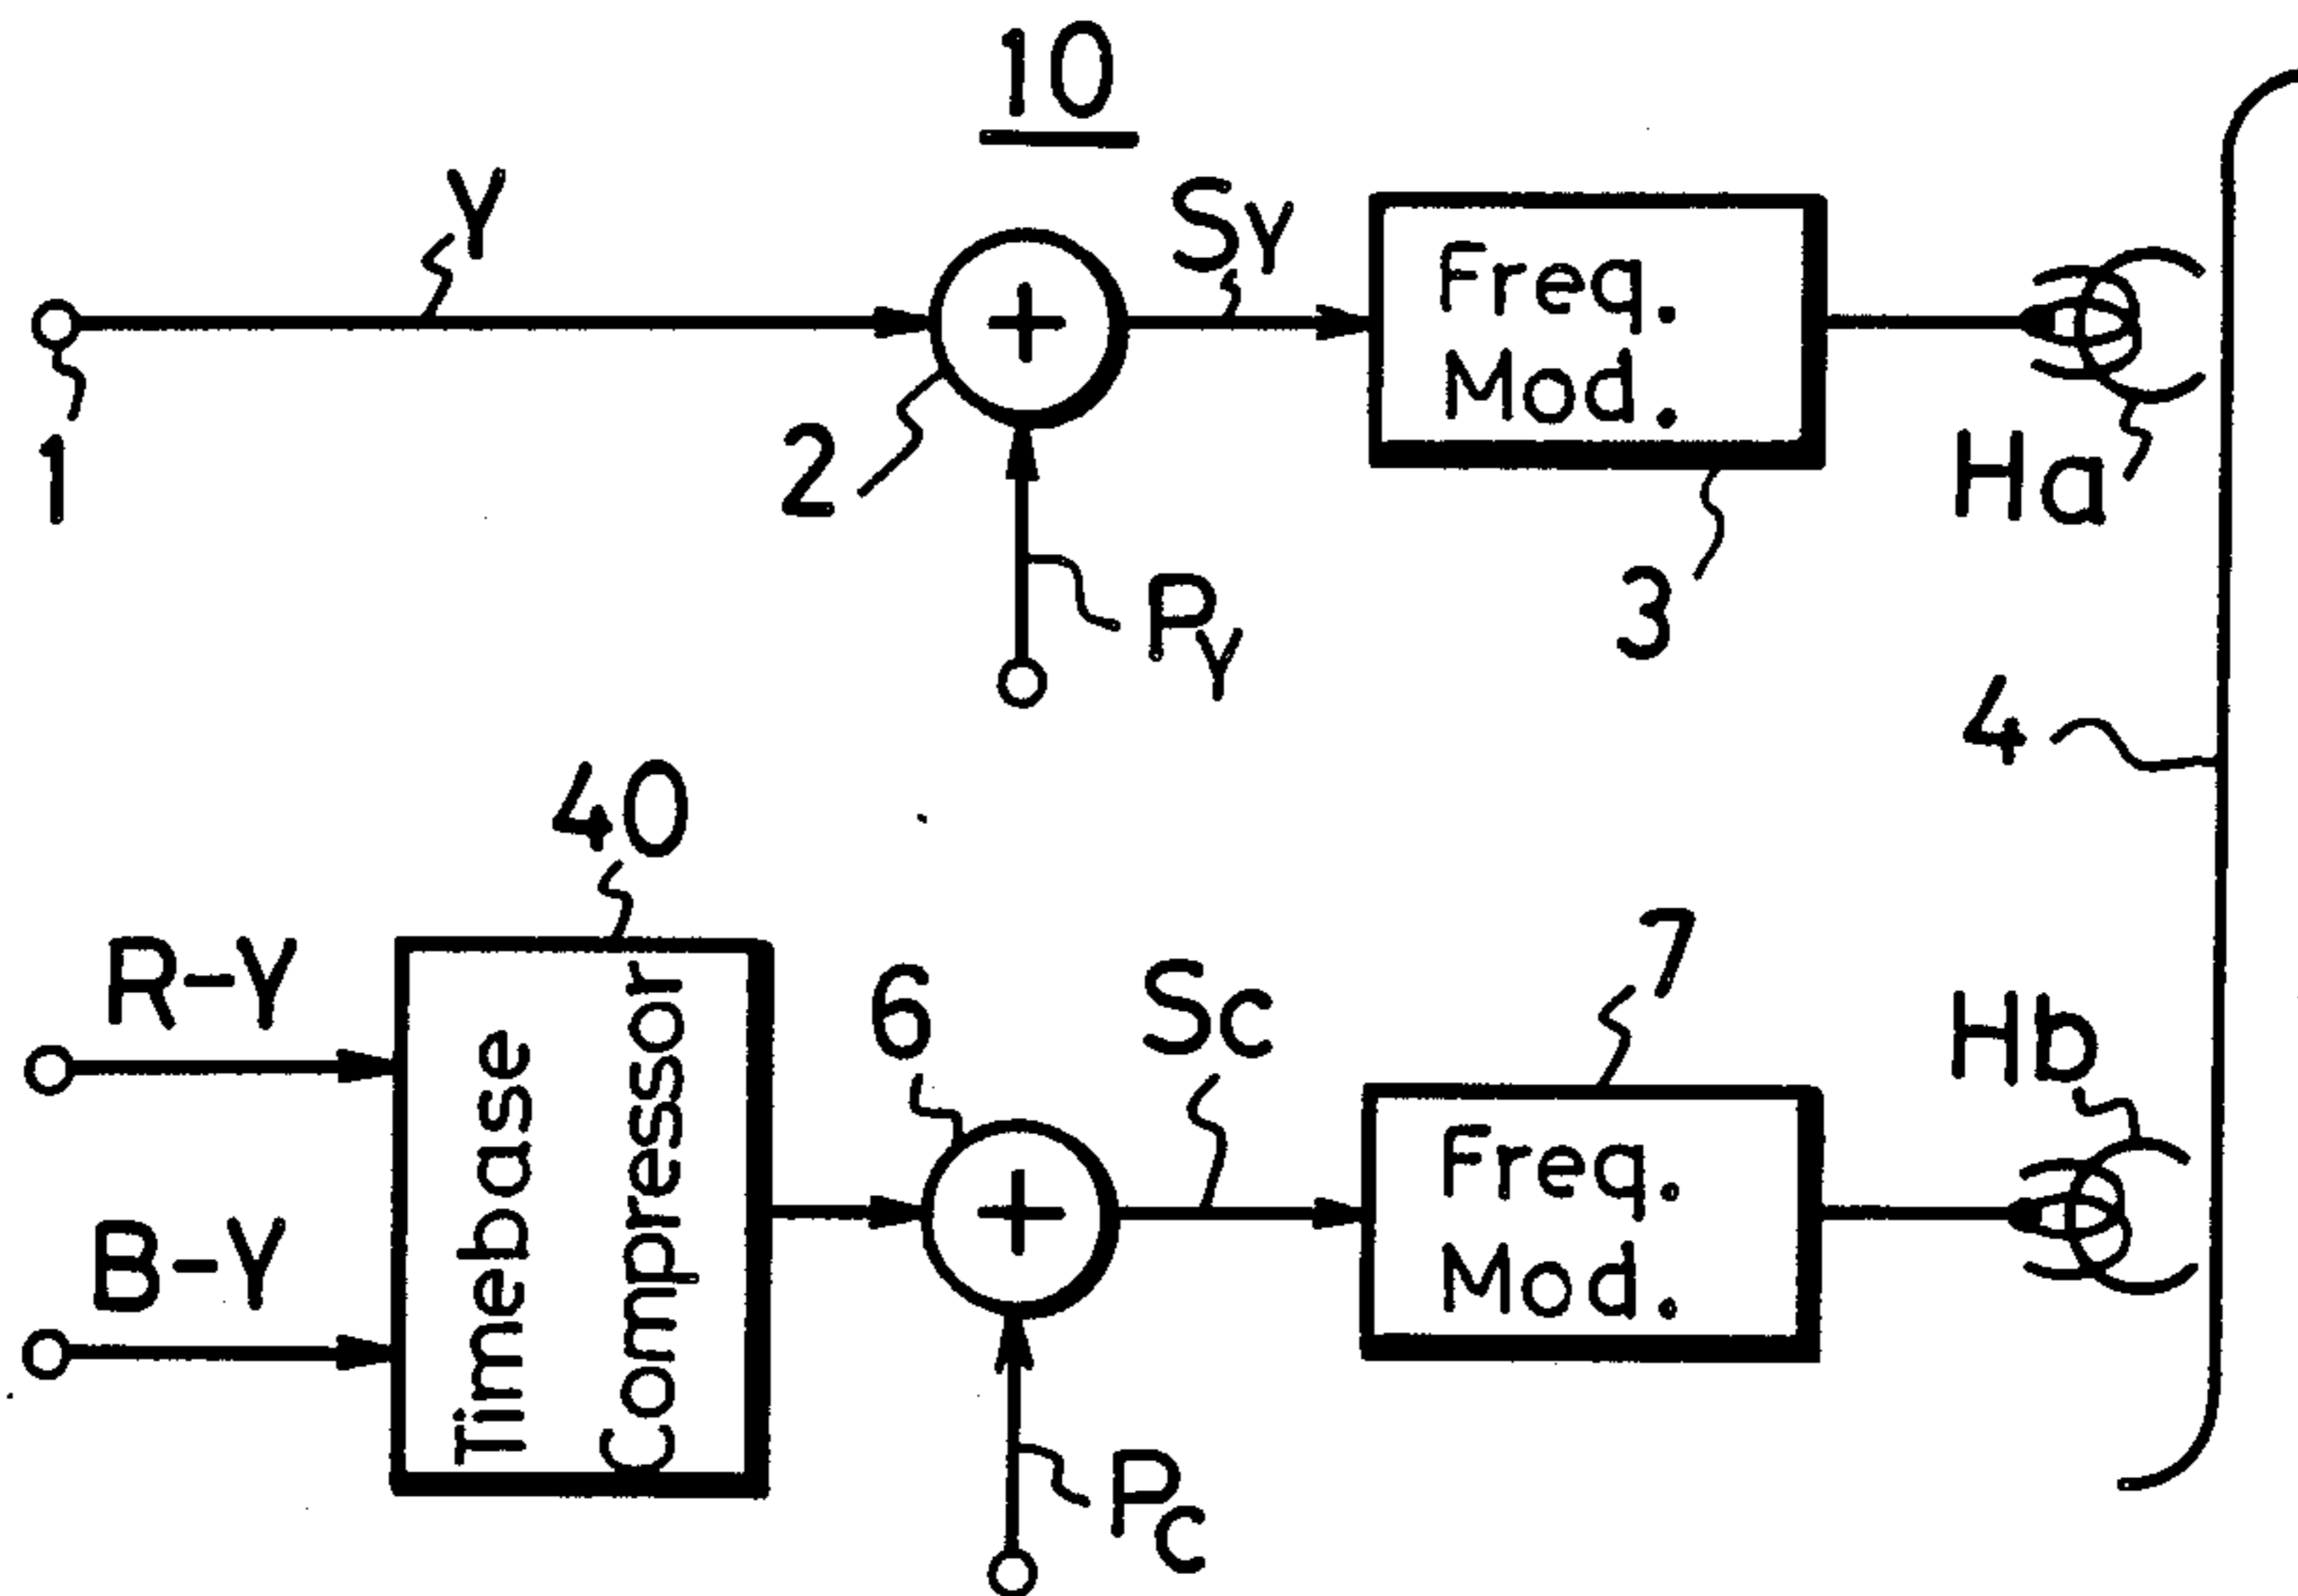 10
Y
SY
Freq.
Mod.
1
2
Ha
3
PY
4
40
R-Y
6
Sc
7
Hb
Timebase
Compressor
Freq.
Mod.
B-Y
PC